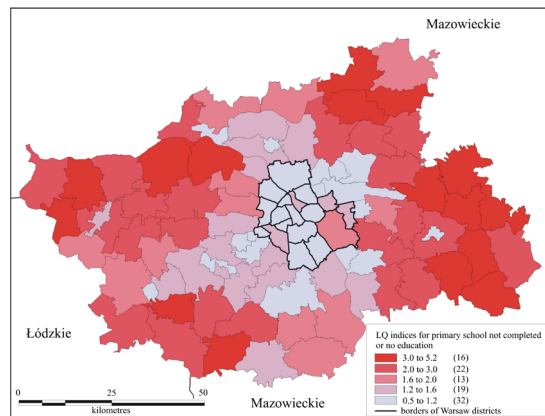 Mazowieckie
Łódzkie
Mazowieckie
0 25 50
kilometres
LQ indices for primary school not completed
or no education
3.0 to 5.2 (16)
2.0 to 3.0 (22)
1.6 to 2.0 (13)
1.2 to 1.6 (19)
0.5 to 1.2 (32)
borders of Warsaw districts